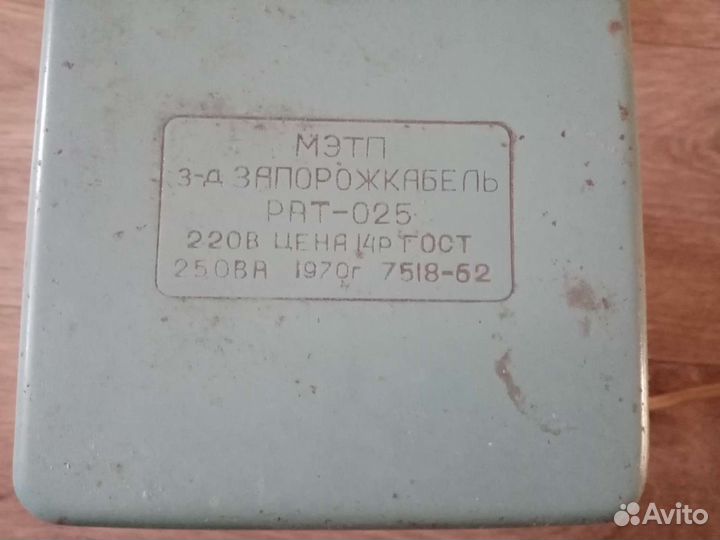 МЭТП
З-Д ЗАПОРОЖКАБЕЛЬ
РАТ-025
220В ЦЕНА 14Р ГОСТ
250ВА 1970г 7518-62
Avito